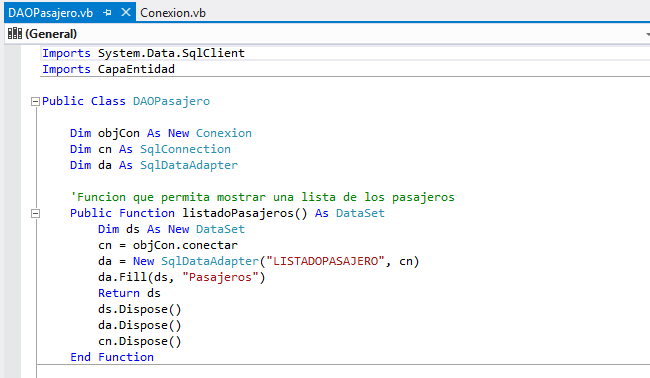 DAOPasajero.vb Conexion.vb
(General)
Imports System.Data.SqlClient
Imports CapaEntidad
Public Class DAOPasajero
Dim objCon As New Conexion
Dim cn As SqlConnection
Dim da As SqlDataAdapter
'Funcion que permita mostrar una lista de los pasajeros
Public Function listadoPasajeros() As DataSet
Dim ds As New DataSet
cn = objCon.conectar
da = New SqlDataAdapter("LISTADOPASAJERO", cn)
da.Fill(ds, "Pasajeros")
Return ds
ds.Dispose()
da.Dispose()
cn.Dispose()
End Function